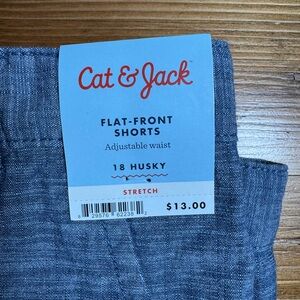 Cat & Jack
FLAT-FRONT
SHORTS
Adjustable waist
18 HUSKY
STRETCH
$13.00